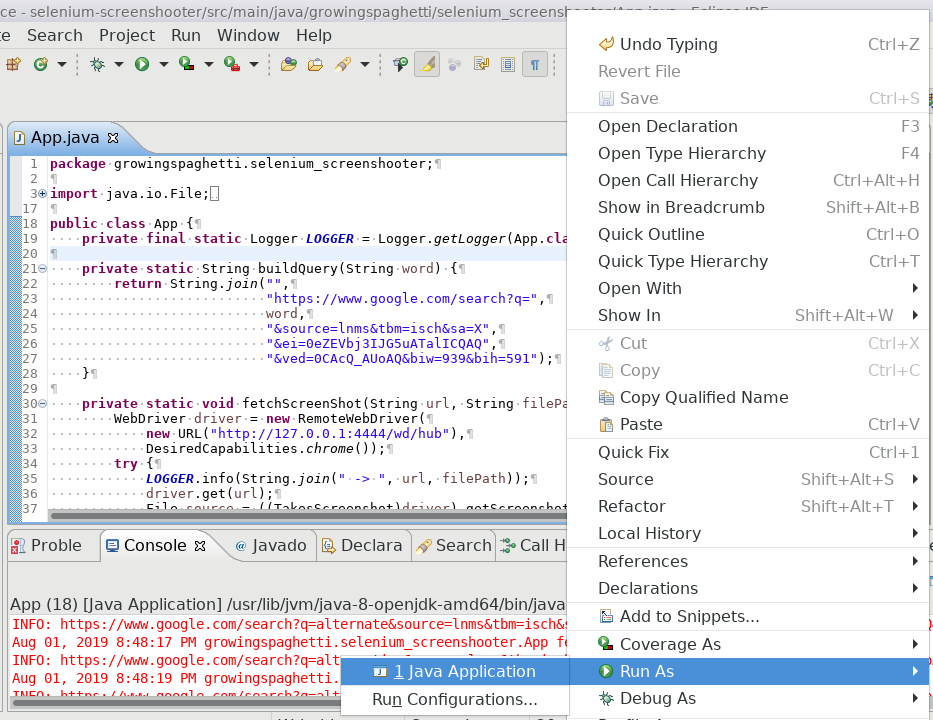 ce - selenium-screenshooter/src/main/java/growingspaghetti/selenium_screenshooter/App.java - Eclipse IDE
te Search Project Run Window Help
App.java
1 package growingspaghetti.selenium_screenshooter;¶
2 ¶
3 import java.io.File;
17 ¶
18 public class App {¶
19 ····private final static Logger LOGGER = Logger.getLogger(App.cla
20 ¶
21 ····private static String buildQuery(String word) {¶
22 ········return String.join("",¶
23 "https://www.google.com/search?q=",¶
24 word,¶
25 "&source=lnms&tbm=isch&sa=X",¶
26 "&ei=0eZEVbj3IJG5uATalICQAQ",¶
27 "&ved=0CAcQ_AUoAQ&biw=939&bih=591");¶
28 ····}¶
29 ¶
30 ····private static void fetchScreenShot(String url, String filePa
31 ········WebDriver driver = new RemoteWebDriver(¶
32 ············new URL("http://127.0.0.1:4444/wd/hub"),¶
33 ············DesiredCapabilities.chrome());¶
34 ········try {¶
35 ············LOGGER.info(String.join(" -> ", url, filePath));¶
36 ············driver.get(url);¶
37 ············File source = ((TakesScreenshot)driver).getScreenshot
Proble
Console
@ Javado
Declara
Search
Call H
App (18) [Java Application] /usr/lib/jvm/java-8-openjdk-amd64/bin/java
INFO: https://www.google.com/search?q=alternate&source=lnms&tbm=isch&s
Aug 01, 2019 8:48:17 PM growingspaghetti.selenium_screenshooter.App fe
INFO: https://www.google.com/search?q=alt
Aug 01, 2019 8:48:19 PM growingspaghetti.
INFO: https://www.google.com/search?q=alt
Undo Typing Ctrl+Z
Revert File
Save Ctrl+S
Open Declaration F3
Open Type Hierarchy F4
Open Call Hierarchy Ctrl+Alt+H
Show in Breadcrumb Shift+Alt+B
Quick Outline Ctrl+O
Quick Type Hierarchy Ctrl+T
Open With
Show In Shift+Alt+W
Cut Ctrl+X
Copy Ctrl+C
Copy Qualified Name
Paste Ctrl+V
Quick Fix Ctrl+1
Source Shift+Alt+S
Refactor Shift+Alt+T
Local History
References
Declarations
Add to Snippets...
Coverage As
Run As
Debug As
1 Java Application
Run Configurations...